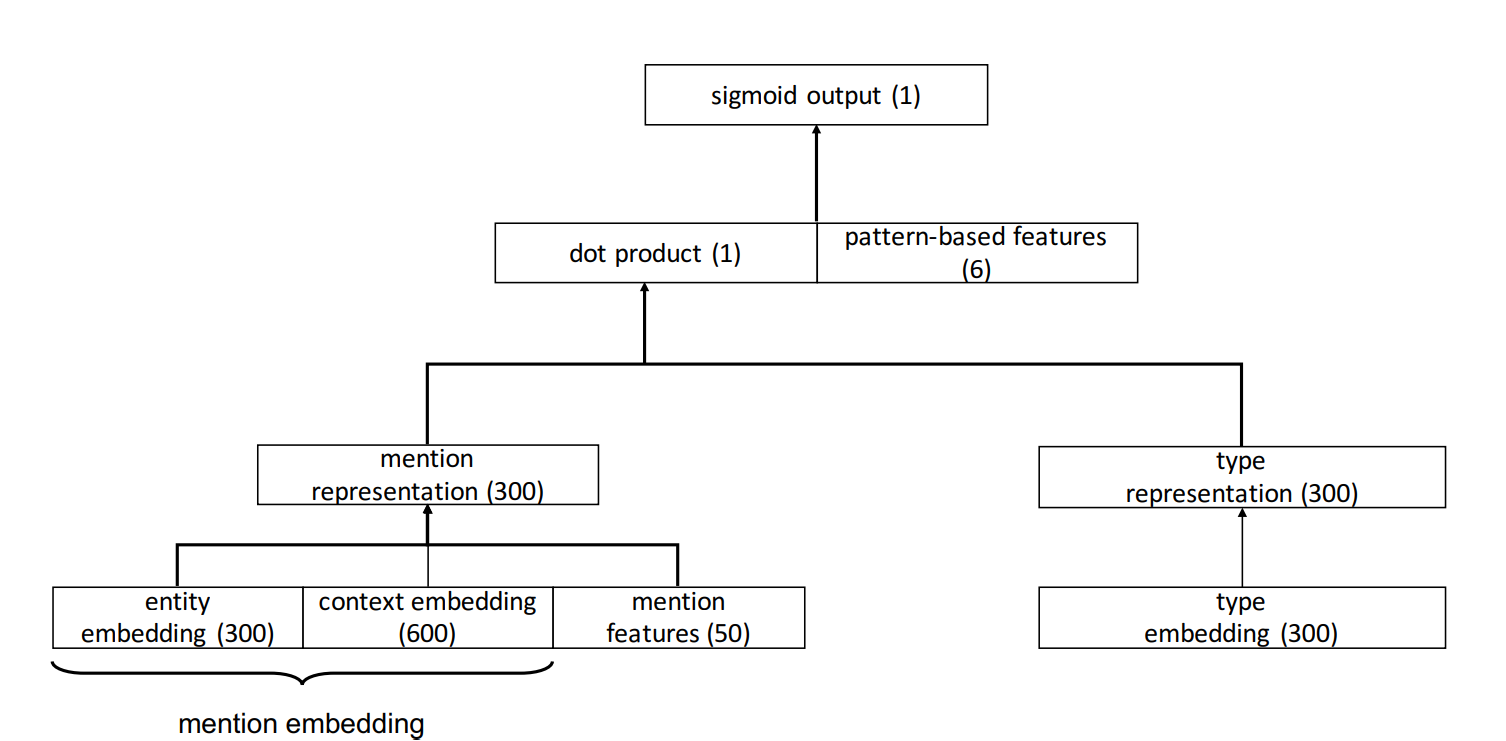 sigmoid output (1)
dot product (1)
pattern-based features
(6)
mention
representation (300)
type
representation (300)
entity
embedding (300)
context embedding
(600)
mention
features (50)
type
embedding (300)
mention embedding